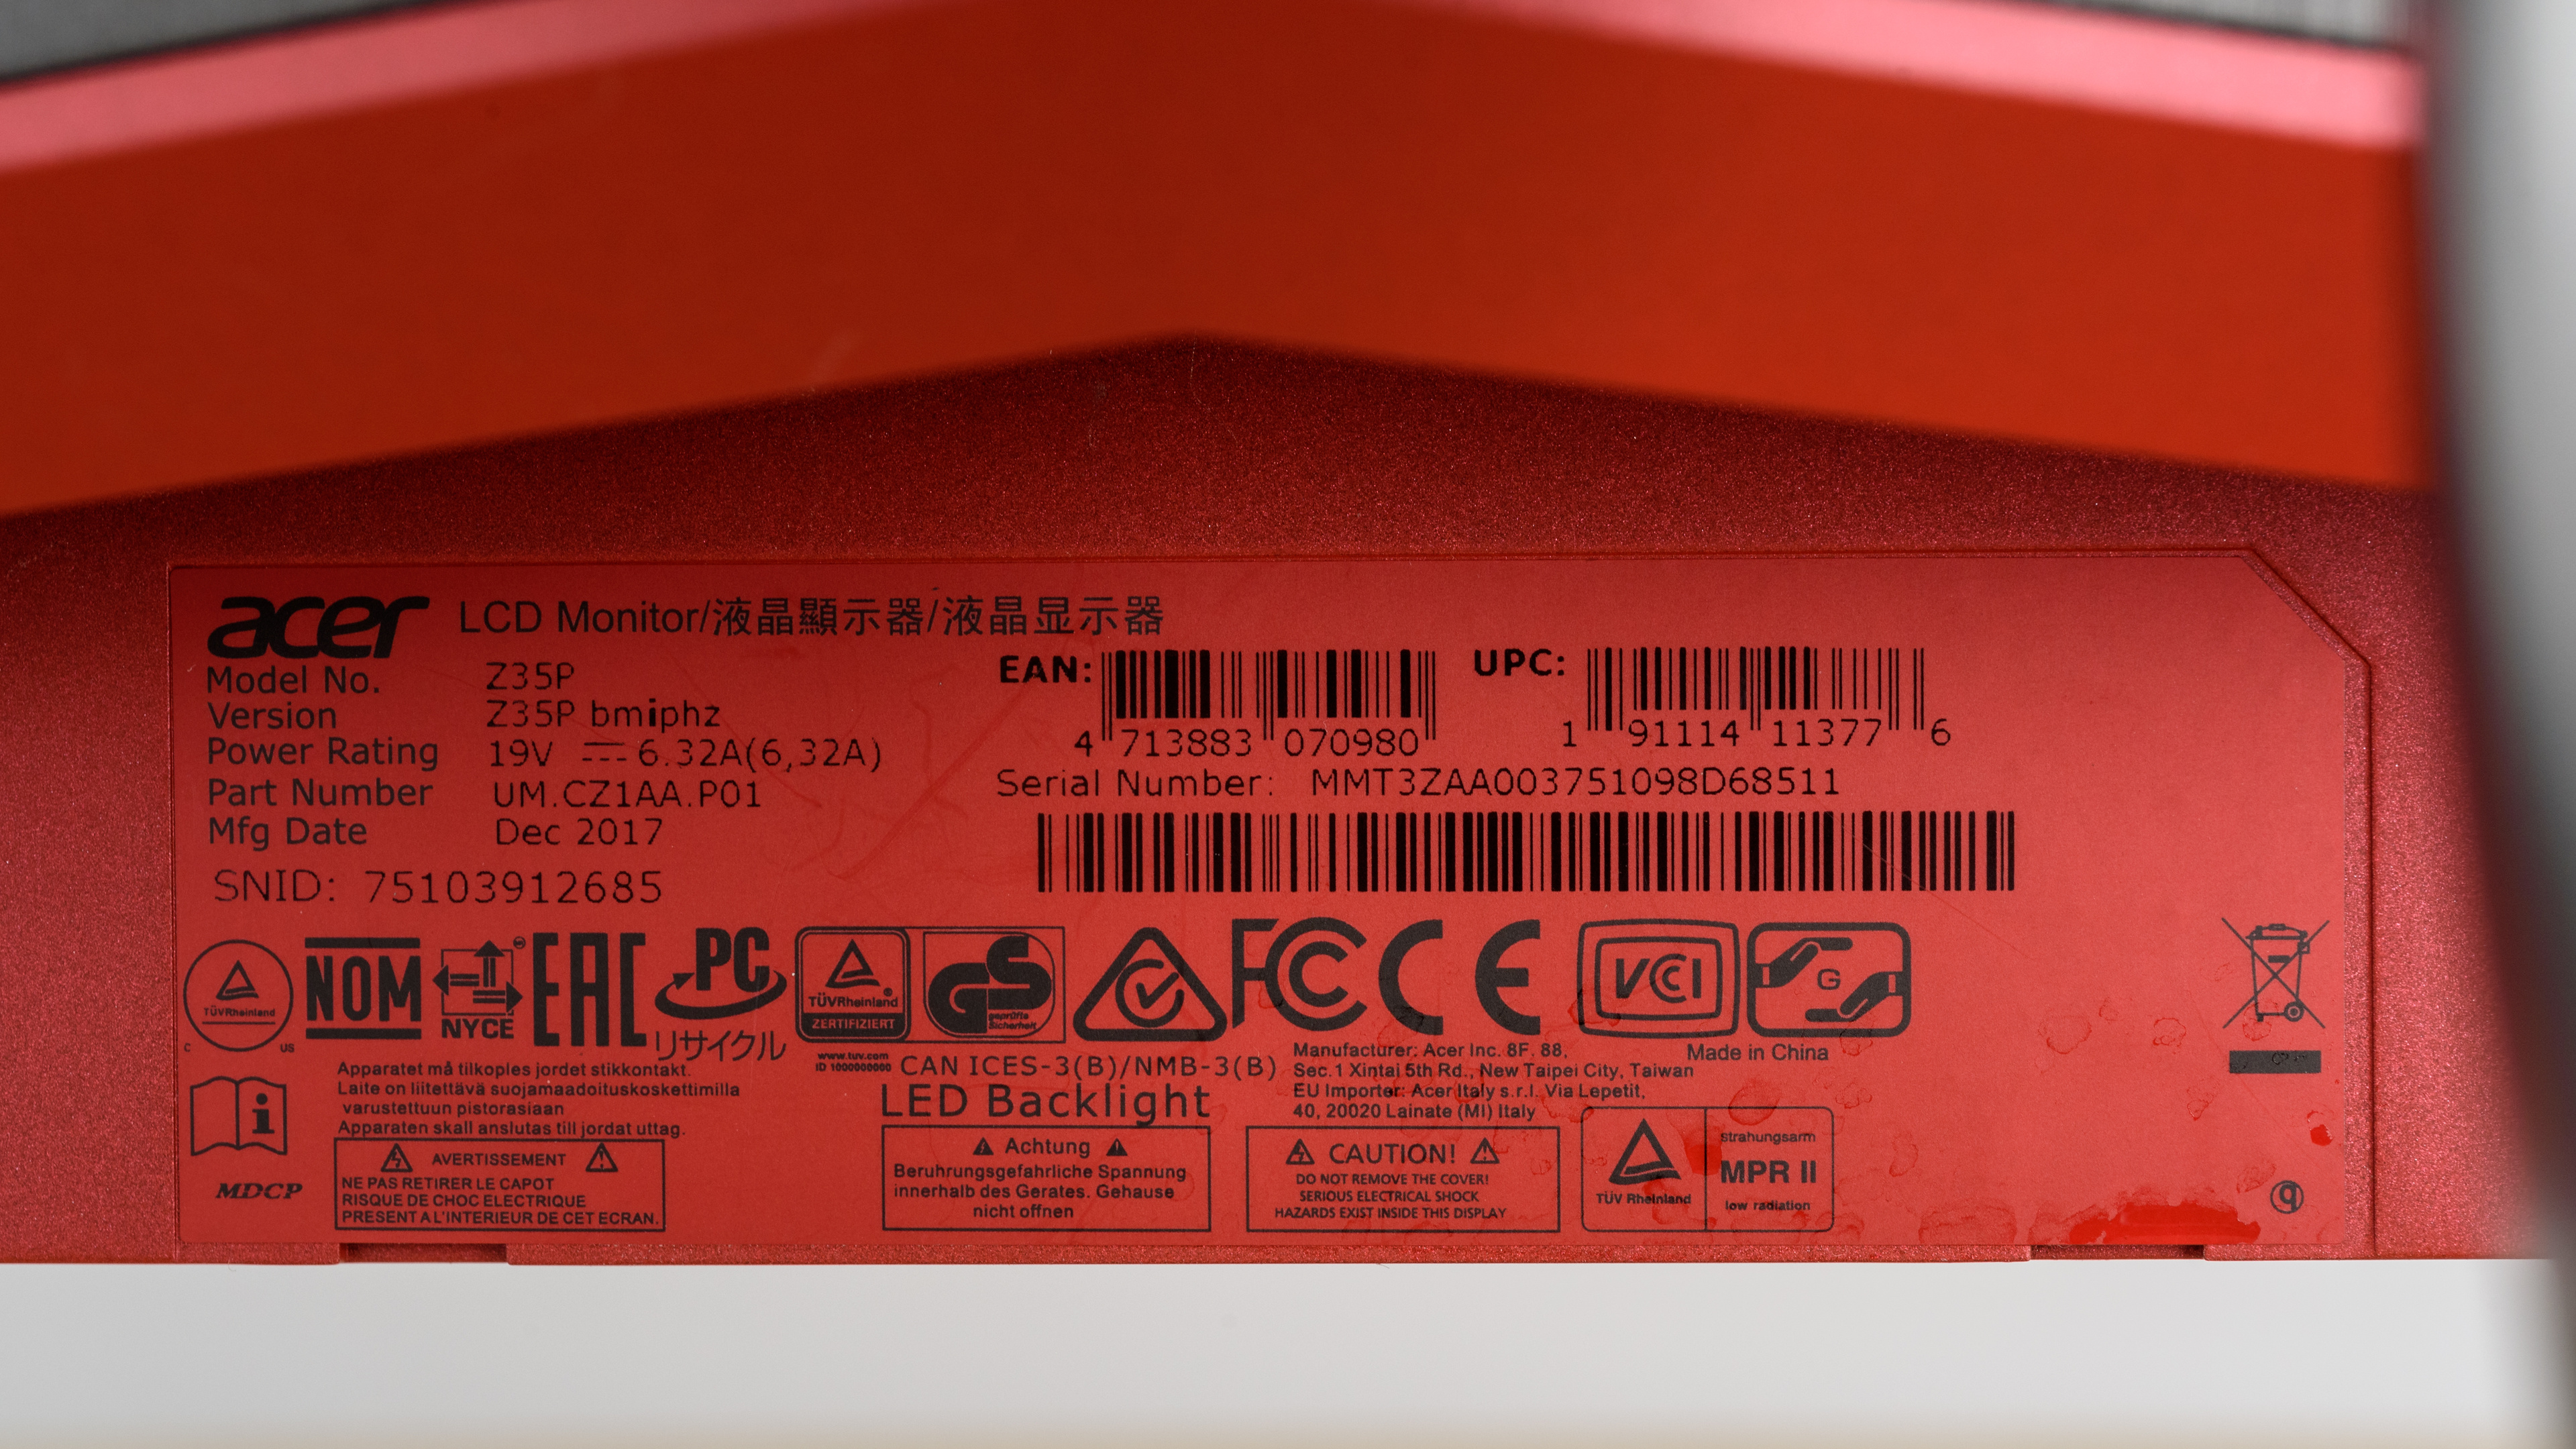 acer LCD Monitor/液晶顯示器/液晶显示器
Model No. Z35P
Version Z35P bmiphz
Power Rating 19V 6.32A(6,32A)
Part Number UM.CZ1AA.P01
Mfg Date Dec 2017
SNID: 75103912685
EAN: 4 713883 070980
UPC: 1 91114 11377 6
Serial Number: MMT3ZAA003751098D68511
TÜVRheinland
C US
NOM
NYCE
EAC
PC
リサイクル
TÜVRheinland ®
ZERTIFIZIERT
GS
geprüfte
Sicherheit
www.tuv.com
ID 1000000000
FCC
CE
VCI
G
CAN ICES-3(B)/NMB-3(B)
LED Backlight
Manufacturer: Acer Inc. 8F. 88,
Sec.1 Xintai 5th Rd., New Taipei City, Taiwan
EU Importer: Acer Italy s.r.l. Via Lepetit,
40, 20020 Lainate (MI) Italy
Made in China
Apparatet må tilkoples jordet stikkontakt.
Laite on liitettävä suojamaadoituskoskettimilla
varustettuun pistorasiaan
Apparaten skall anslutas till jordat uttag.
i
MDCP
AVERTISSEMENT
NE PAS RETIRER LE CAPOT
RISQUE DE CHOC ELECTRIQUE
PRESENT A L'INTERIEUR DE CET ECRAN.
Achtung
Beruhrungsgefahrliche Spannung
innerhalb des Gerates. Gehause
nicht offnen
CAUTION!
DO NOT REMOVE THE COVER!
SERIOUS ELECTRICAL SHOCK
HAZARDS EXIST INSIDE THIS DISPLAY
TÜV Rheinland
strahungsarm
MPR II
low radiation